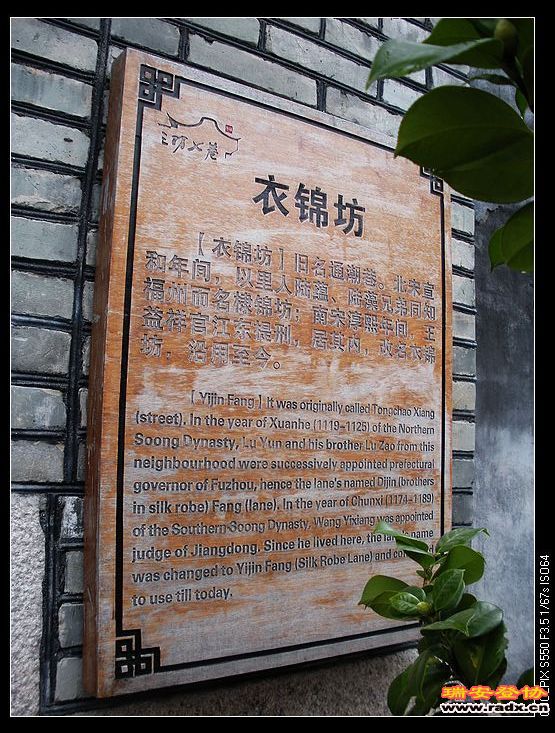 三坊七巷
衣锦坊
【衣锦坊】旧名通潮巷。北宋宣
和年间，以里人陆蕴、陆藻兄弟同知
福州而名棣锦坊；南宋淳熙年间，王
益祥官江东提刑，居其内，改名衣锦
坊，沿用至今。
【Yijin Fang】It was originally called Tongchao Xiang
(street). In the year of Xuanhe (1119-1125) of the Northern
Soong Dynasty, Lu Yun and his brother Lu Zao from this
neighbourhood were successively appointed prefectural
governor of Fuzhou, hence the lane's named Dijin (brothers
in silk robe) Fang (lane). In the year of Chunxi (1174-1189)
of the Southern Soong Dynasty, Wang Yixiang was appointed
judge of Jiangdong. Since he lived here, the lane's name
was changed to Yijin Fang (Silk Robe Lane) and
to use till today.
PIX S550 F3.5 1/67s ISO64
瑞安登协
www.radx.cn